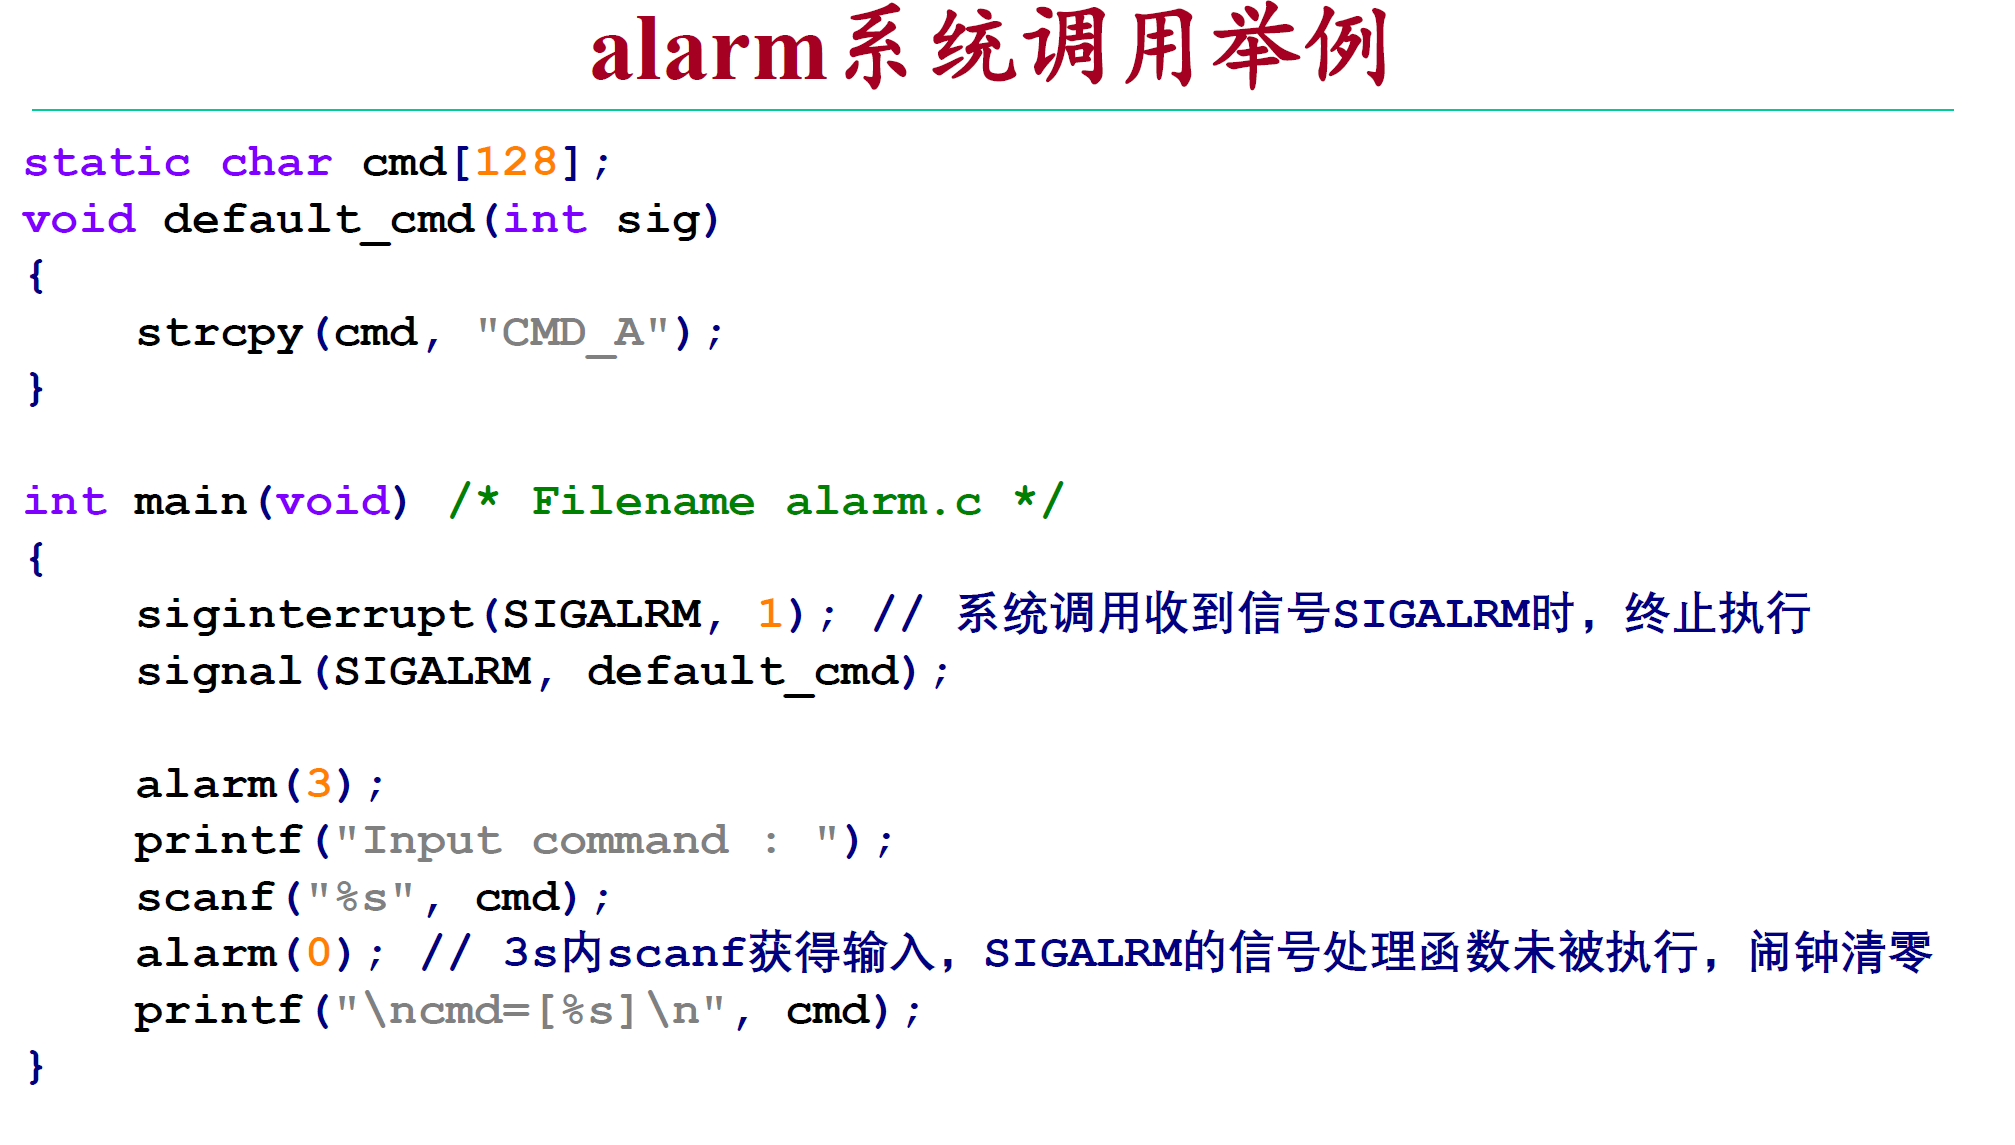 alarm系统调用举例
static char cmd[128];
void default_cmd(int sig)
{
    strcpy(cmd, "CMD_A");
}
int main(void) /* Filename alarm.c */
{
    siginterrupt(SIGALRM, 1); // 系统调用收到信号SIGALRM时，终止执行
    signal(SIGALRM, default_cmd);
    alarm(3);
    printf("Input command : ");
    scanf("%s", cmd);
    alarm(0); // 3s内scanf获得输入，SIGALRM的信号处理函数未被执行，闹钟清零
    printf("\ncmd=[%s]\n", cmd);
}